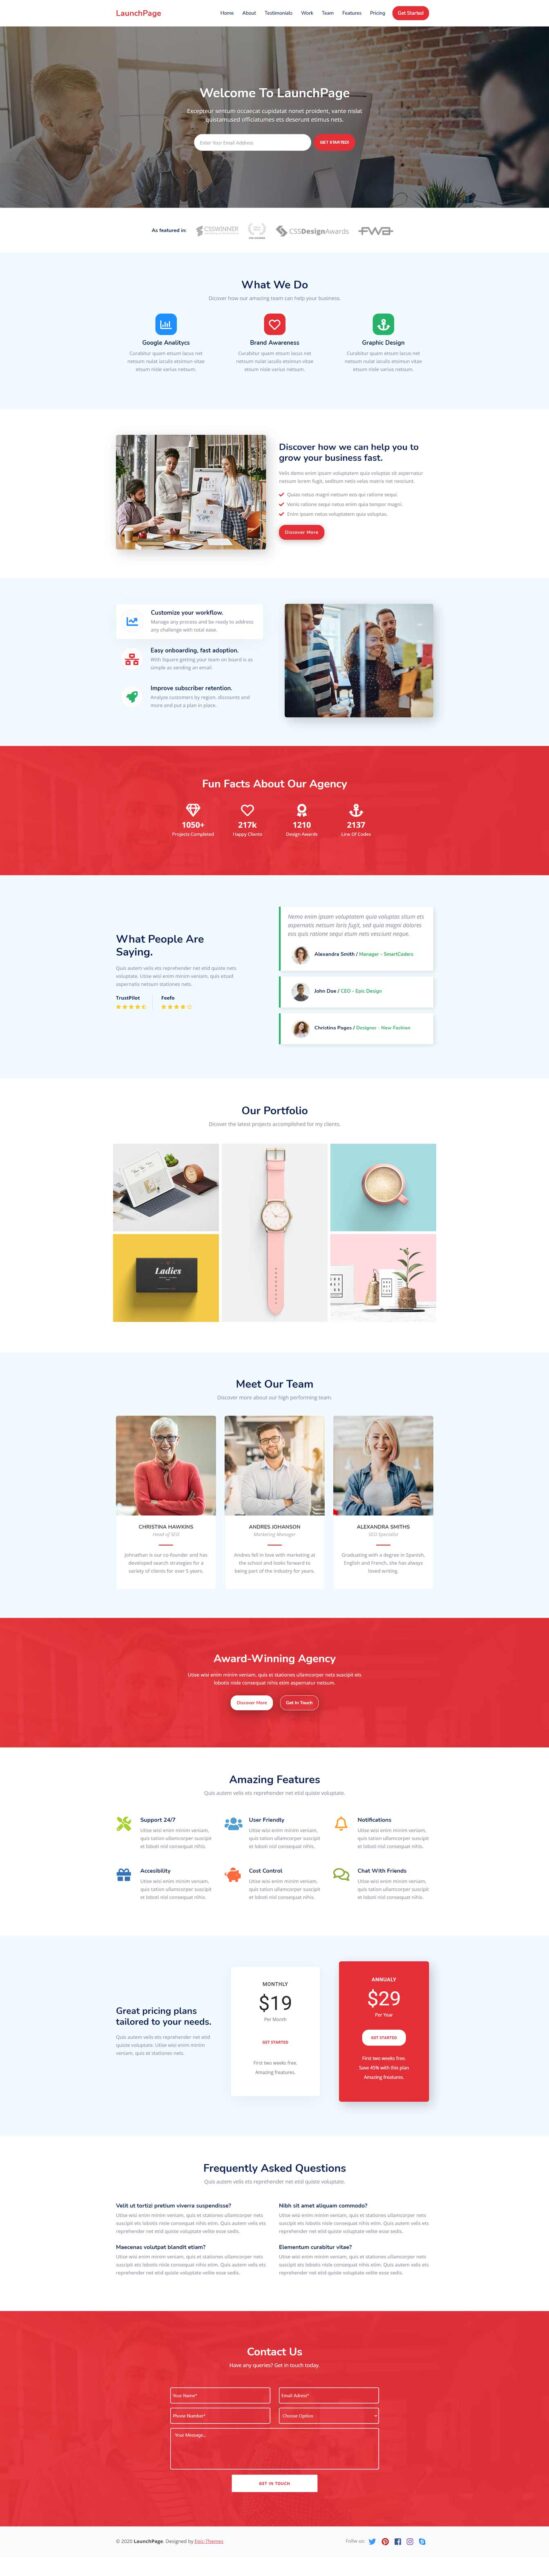 LaunchPage
Home About Testimonials Work Team Features Pricing Get Started
Welcome To LaunchPage
Excepteur sentum occaecat cupidatat nonet proident, vante nislat
quistamused officiatumes ets deserunt estimus nets.
Enter Your Email Address
GET STARTED!
As featured in:
CSSWINNER
CSSDesignAwards
FWA
What We Do
Dicover how our amazing team can help your business.
Google Analitycs
Curabitur quam etsum lacus net
netsum nulat iaculis etsimun vitae
etsum nisle varius netsum.
Brand Awareness
Curabitur quam etsum lacus net
netsum nulat iaculis etsimun vitae
etsum nisle varius netsum.
Graphic Design
Curabitur quam etsum lacus net
netsum nulat iaculis etsimun vitae
etsum nisle varius netsum.
Discover how we can help you to
grow your business fast.
Velis demo enim ipsum voluptatem quia voluptas sit aspernatur
netsum lorem fugit, seditum netis velas matris net nesciunt.
Quias netus magni netsum eos qui ratione sequi.
Venis ratione sequi netus enim quia tempor magni.
Enim ipsam netus voluptatem quia voluptas.
Discover More
Customize your workflow.
Manage any process and be ready to address
any challenge with total ease.
Easy onboarding, fast adoption.
With Square getting your team on board is as
simple as sending an email.
Improve subscriber retention.
Analyze customers by region, discounts and
more and put a plan in place.
Fun Facts About Our Agency
1050+
Projects Completed
217k
Happy Clients
1210
Design Awards
2137
Line Of Codes
What People Are
Saying.
Quis autem velis ets reprehender net etid quiste nets
voluptate. Utise wisi enim minim veniam, quis etsad
aspernatis netsum stationes nets.
TrustPilot
Feefo
Nemo enim ipsam voluptatem quia voluptas situm ets
aspernatis netsum loris fugit, sed quia magni dolores
eos quis ratione sequi etum nets vesciunt neque.
Alexandra Smith / Manager - SmartCoders
John Doe / CEO - Epic Design
Christina Pages / Designer - New Fashion
Our Portfolio
Dicover the latest projects accomplished for my clients.
Ladies
Meet Our Team
Discover more about our high performing team.
CHRISTINA HAWKINS
Head of SEO
Johnathan is our co-founder and has
developed search strategies for a
variety of clients for over 5 years.
ANDRES JOHANSON
Marketing Manager
Andres fell in love with marketing at
the school and looks forward to
being part of the industry for years.
ALEXANDRA SMITHS
SEO Specialist
Graduating with a degree in Spanish,
English and French, she has always
loved writing.
Award-Winning Agency
Utise wisi enim minim veniam, quis et stationes ullamcorper nets suscipit eis
lobotis nisle consequat nihis etim aspernatur netsum.
Discover More
Get In Touch
Amazing Features
Quis autem velis ets reprehender net etid quiste voluptate.
Support 24/7
Utise wisi enim minim veniam,
quis tation ullamcorper suscipit
et loboti nisl consequat nihis.
User Friendly
Utise wisi enim minim veniam,
quis tation ullamcorper suscipit
et loboti nisl consequat nihis.
Notifications
Utise wisi enim minim veniam,
quis tation ullamcorper suscipit
et loboti nisl consequat nihis.
Accesibility
Utise wisi enim minim veniam,
quis tation ullamcorper suscipit
et loboti nisl consequat nihis.
Cost Control
Utise wisi enim minim veniam,
quis tation ullamcorper suscipit
et loboti nisl consequat nihis.
Chat With Friends
Utise wisi enim minim veniam,
quis tation ullamcorper suscipit
et loboti nisl consequat nihis.
Great pricing plans
tailored to your needs.
Quis autem velis ets reprehender net etid
quiste voluptate. Utise wisi enim minim
veniam, quis et stationes nets.
MONTHLY
$19
Per Month
GET STARTED
First two weeks free.
Amazing freatures.
ANNUALY
$29
Per Year
GET STARTED
First two weeks free.
Save 45% with this plan.
Amazing freatures.
Frequently Asked Questions
Quis autem velis ets reprehender net etid quiste voluptate.
Velit ut tortizi pretium viverra suspendisse?
Utise wisi enim minim veniam, quis et stationes ullamcorper nets
suscipit ets lobotis nisle consequat nihis etim. Quis autem velis ets
reprehender net etid quiste voluptate velite esse sedis.
Nibh sit amet aliquam commodo?
Utise wisi enim minim veniam, quis et stationes ullamcorper nets
suscipit ets lobotis nisle consequat nihis etim. Quis autem velis ets
reprehender net etid quiste voluptate velite esse sedis.
Maecenas volutpat blandit etiam?
Utise wisi enim minim veniam, quis et stationes ullamcorper nets
suscipit ets lobotis nisle consequat nihis etim. Quis autem velis ets
reprehender net etid quiste voluptate velite esse sedis.
Elementum curabitur vitae?
Utise wisi enim minim veniam, quis et stationes ullamcorper nets
suscipit ets lobotis nisle consequat nihis etim. Quis autem velis ets
reprehender net etid quiste voluptate velite esse sedis.
Contact Us
Have any queries? Get in touch today.
Your Name*
Email Adress*
Phone Number*
Choose Option
Your Message...
GET IN TOUCH
© 2020 LaunchPage. Designed by Epic-Themes
Follw us: